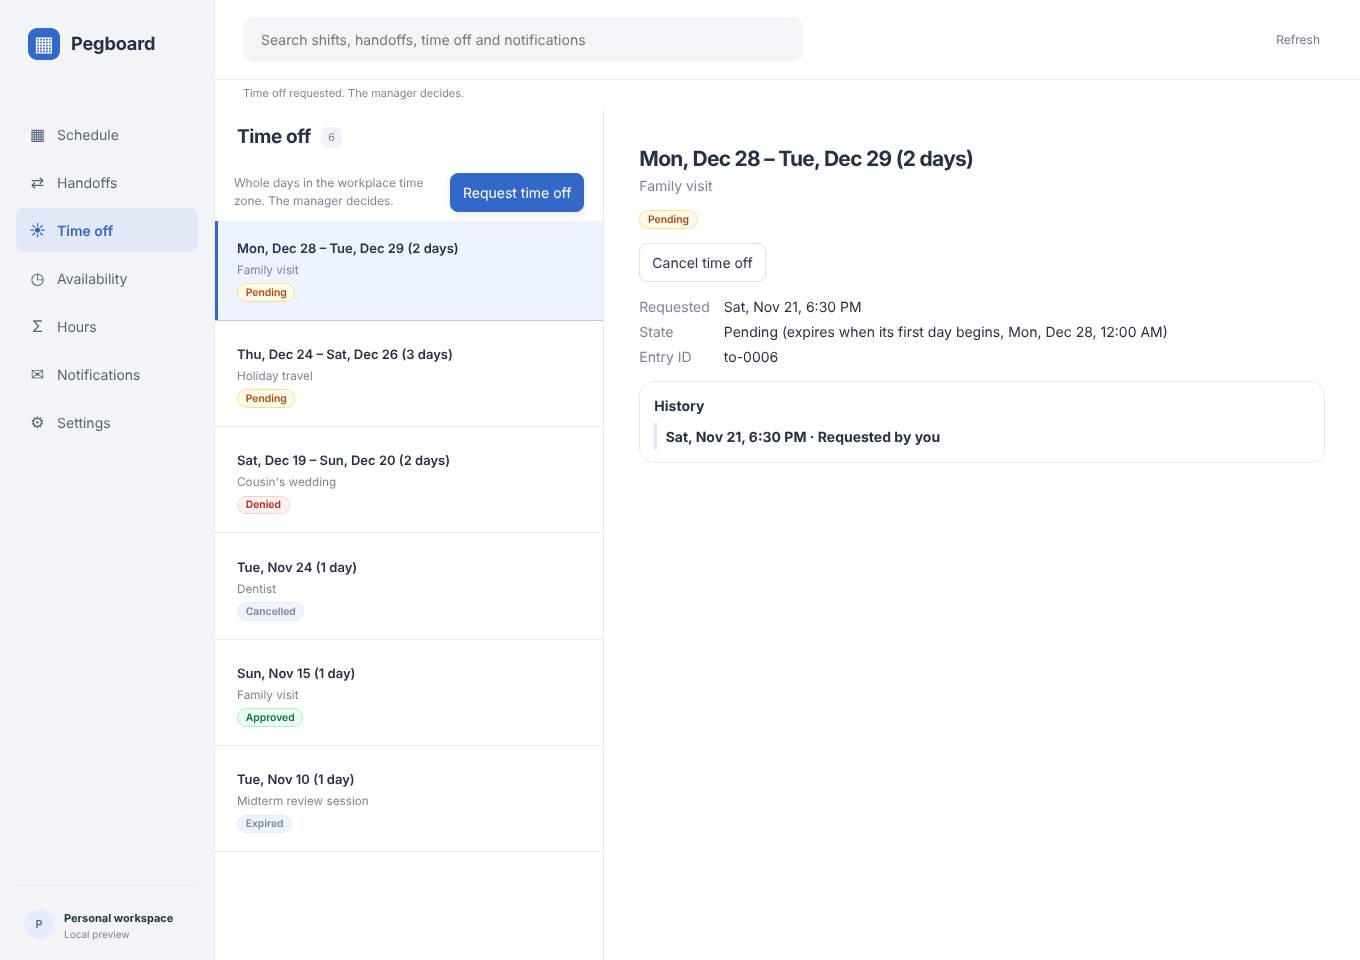 Pegboard
Search shifts, handoffs, time off and notifications
Refresh
Time off requested. The manager decides.
Schedule
Handoffs
Time off
Availability
Hours
Notifications
Settings
Personal workspace
P
Local preview
Time off 6
Whole days in the workplace time
zone. The manager decides.
Request time off
Mon, Dec 28 – Tue, Dec 29 (2 days)
Family visit
Pending
Thu, Dec 24 – Sat, Dec 26 (3 days)
Holiday travel
Pending
Sat, Dec 19 – Sun, Dec 20 (2 days)
Cousin's wedding
Denied
Tue, Nov 24 (1 day)
Dentist
Cancelled
Sun, Nov 15 (1 day)
Family visit
Approved
Tue, Nov 10 (1 day)
Midterm review session
Expired
Mon, Dec 28 – Tue, Dec 29 (2 days)
Family visit
Pending
Cancel time off
Requested Sat, Nov 21, 6:30 PM
State Pending (expires when its first day begins, Mon, Dec 28, 12:00 AM)
Entry ID to-0006
History
Sat, Nov 21, 6:30 PM · Requested by you